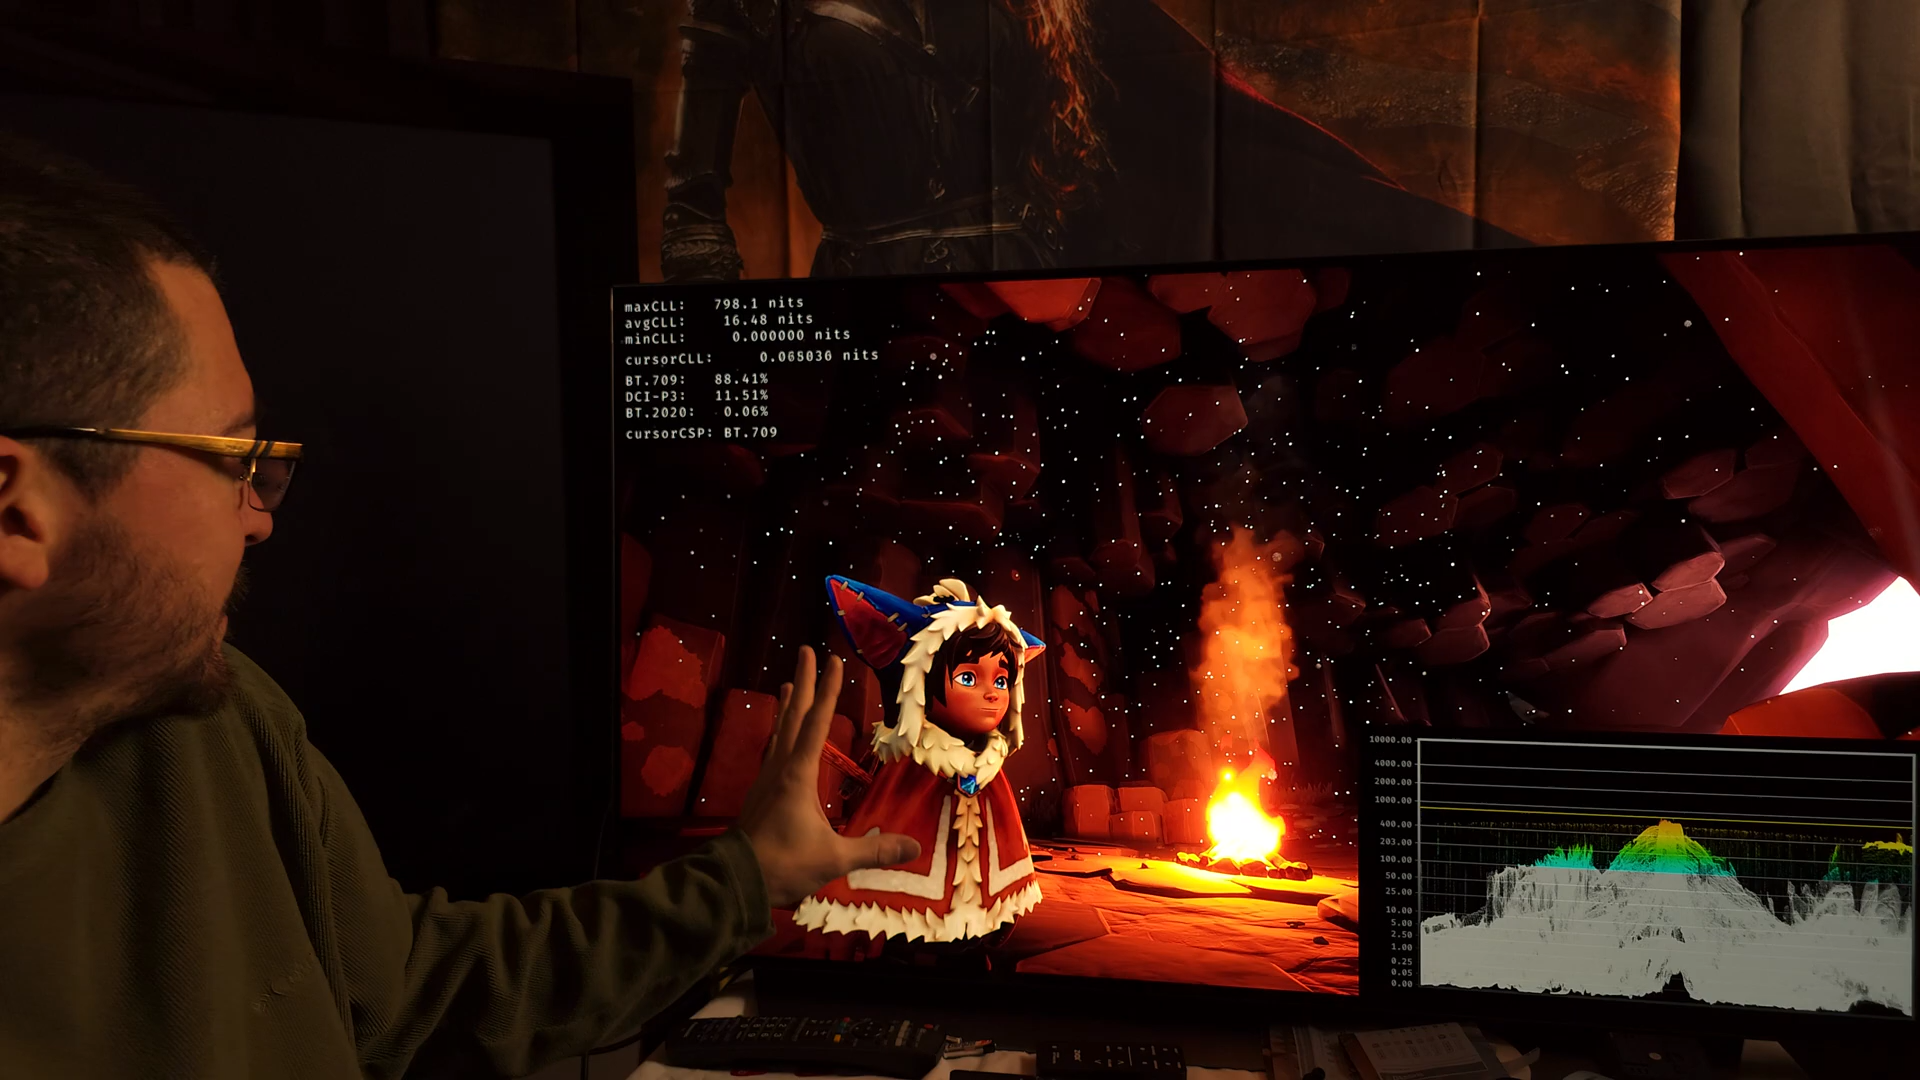 maxCLL: 798.1 nits
avgCLL: 16.48 nits
minCLL: 0.000000 nits
cursorCLL: 0.065036 nits
BT.709: 88.41%
DCI-P3: 11.51%
BT.2020: 0.06%
cursorCSP: BT.709
10000.00
4000.00
2000.00
1000.00
400.00
203.00
100.00
50.00
25.00
10.00
5.00
2.50
1.00
0.25
0.05
0.00